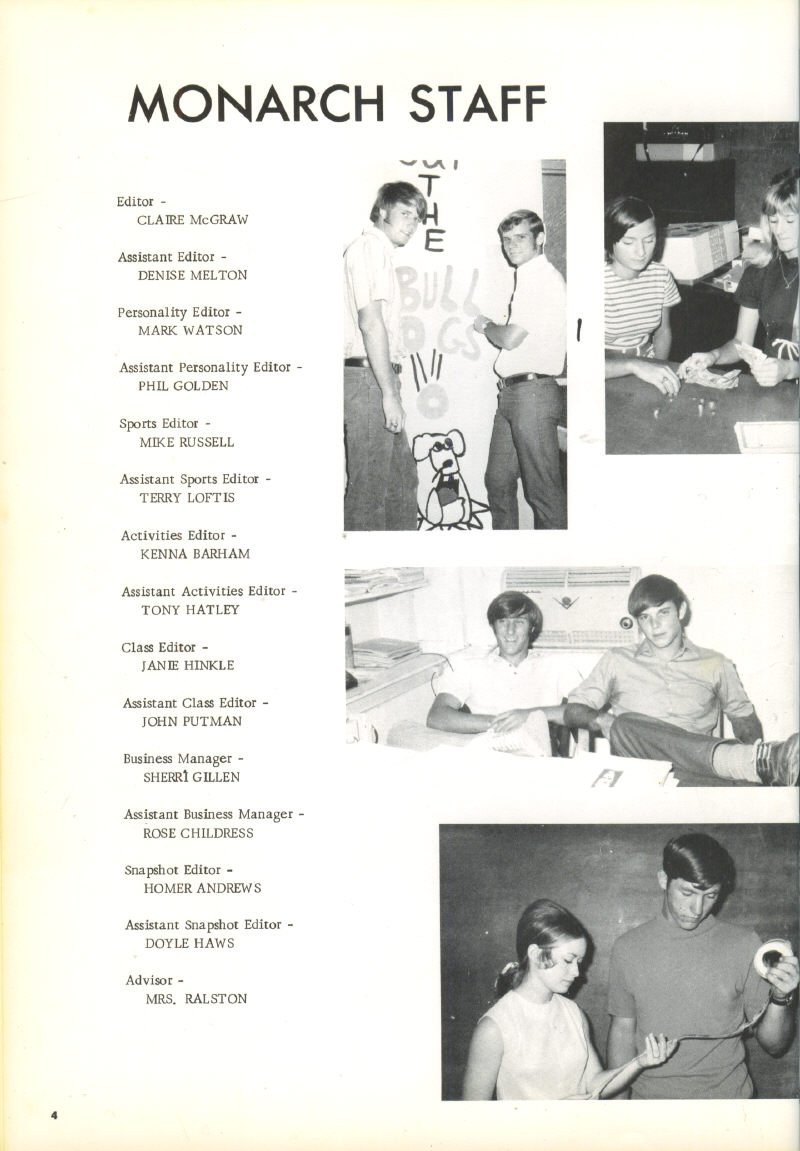 MONARCH STAFF
Editor -
CLAIRE McGRAW
Assistant Editor -
DENISE MELTON
Personality Editor -
MARK WATSON
Assistant Personality Editor -
PHIL GOLDEN
Sports Editor -
MIKE RUSSELL
Assistant Sports Editor -
TERRY LOFTIS
Activities Editor -
KENNA BARHAM
Assistant Activities Editor -
TONY HATLEY
Class Editor -
JANIE HINKLE
Assistant Class Editor -
JOHN PUTMAN
Business Manager -
SHERRI GILLEN
Assistant Business Manager -
ROSE CHILDRESS
Snapshot Editor -
HOMER ANDREWS
Assistant Snapshot Editor -
DOYLE HAWS
Advisor -
MRS. RALSTON
THE
BULL
DOGS
4